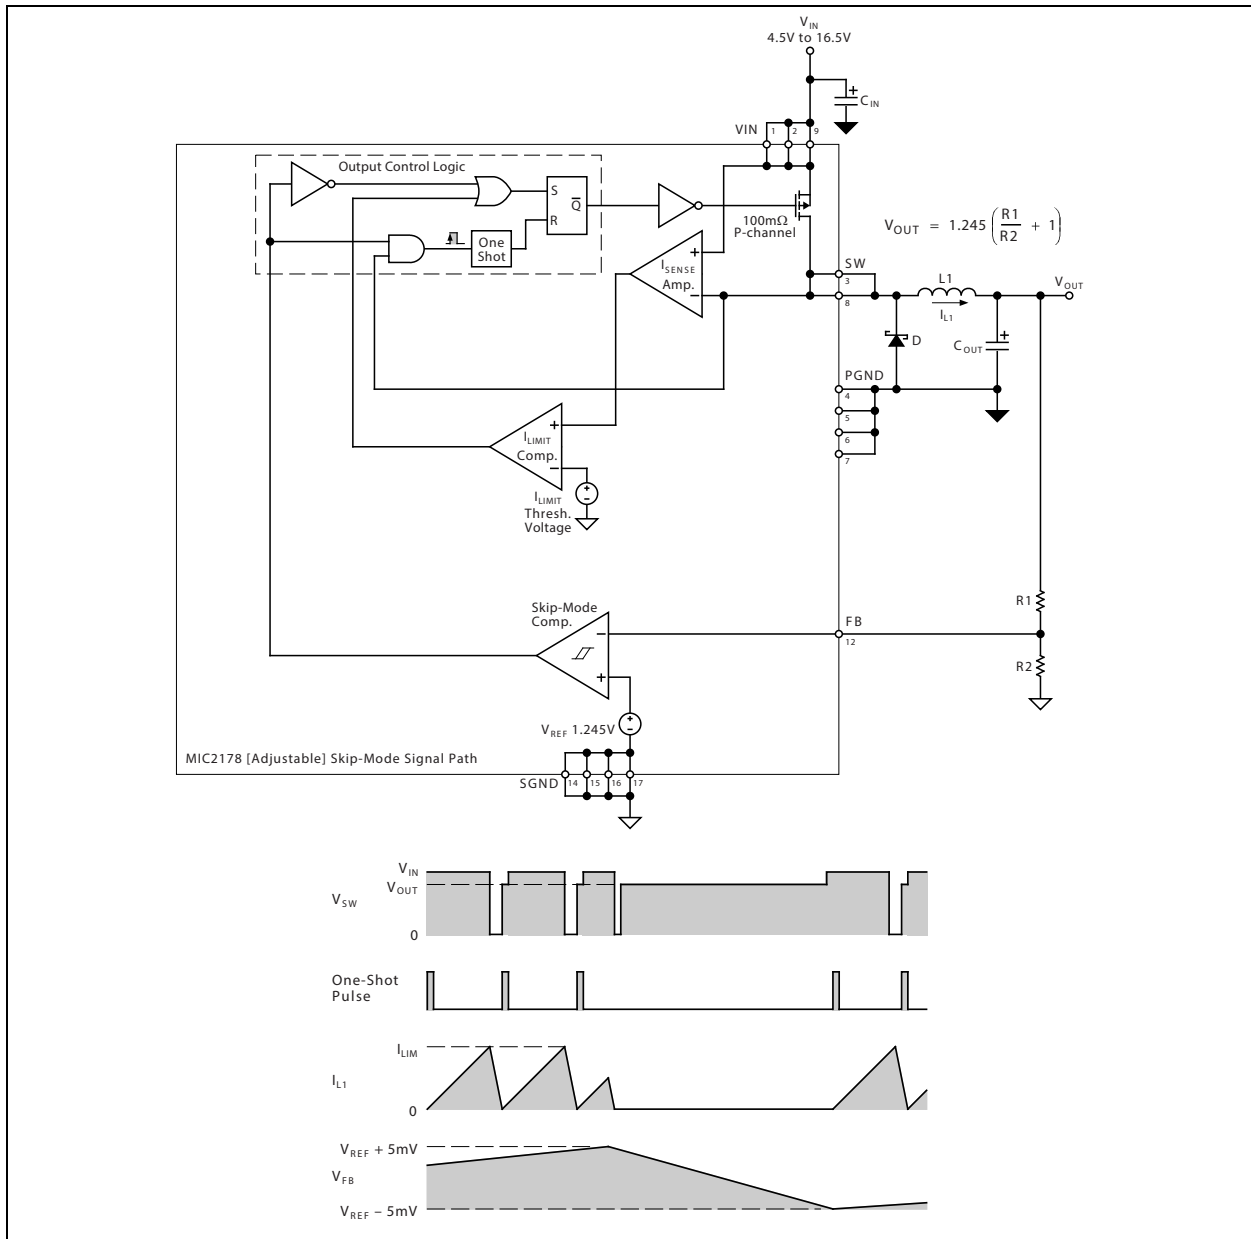 VIN
4.5V to 16.5V
CIN
VIN
1
2
9
Output Control Logic
S
R
Q̅
One
Shot
100mΩ
P-channel
VOUT = 1.245 (R1/R2 + 1)
ISENSE
Amp.
+
−
SW
3
8
L1
IL1
VOUT
D
COUT
+
PGND
4
5
6
7
ILIMIT
Comp.
+
−
ILIMIT
Thresh.
Voltage
Skip-Mode
Comp.
−
+
FB
12
R1
R2
VREF 1.245V
MIC2178 [Adjustable] Skip-Mode Signal Path
SGND
14
15
16
17
VIN
VOUT
VSW
0
One-Shot
Pulse
ILIM
IL1
0
VREF + 5mV
VFB
VREF − 5mV